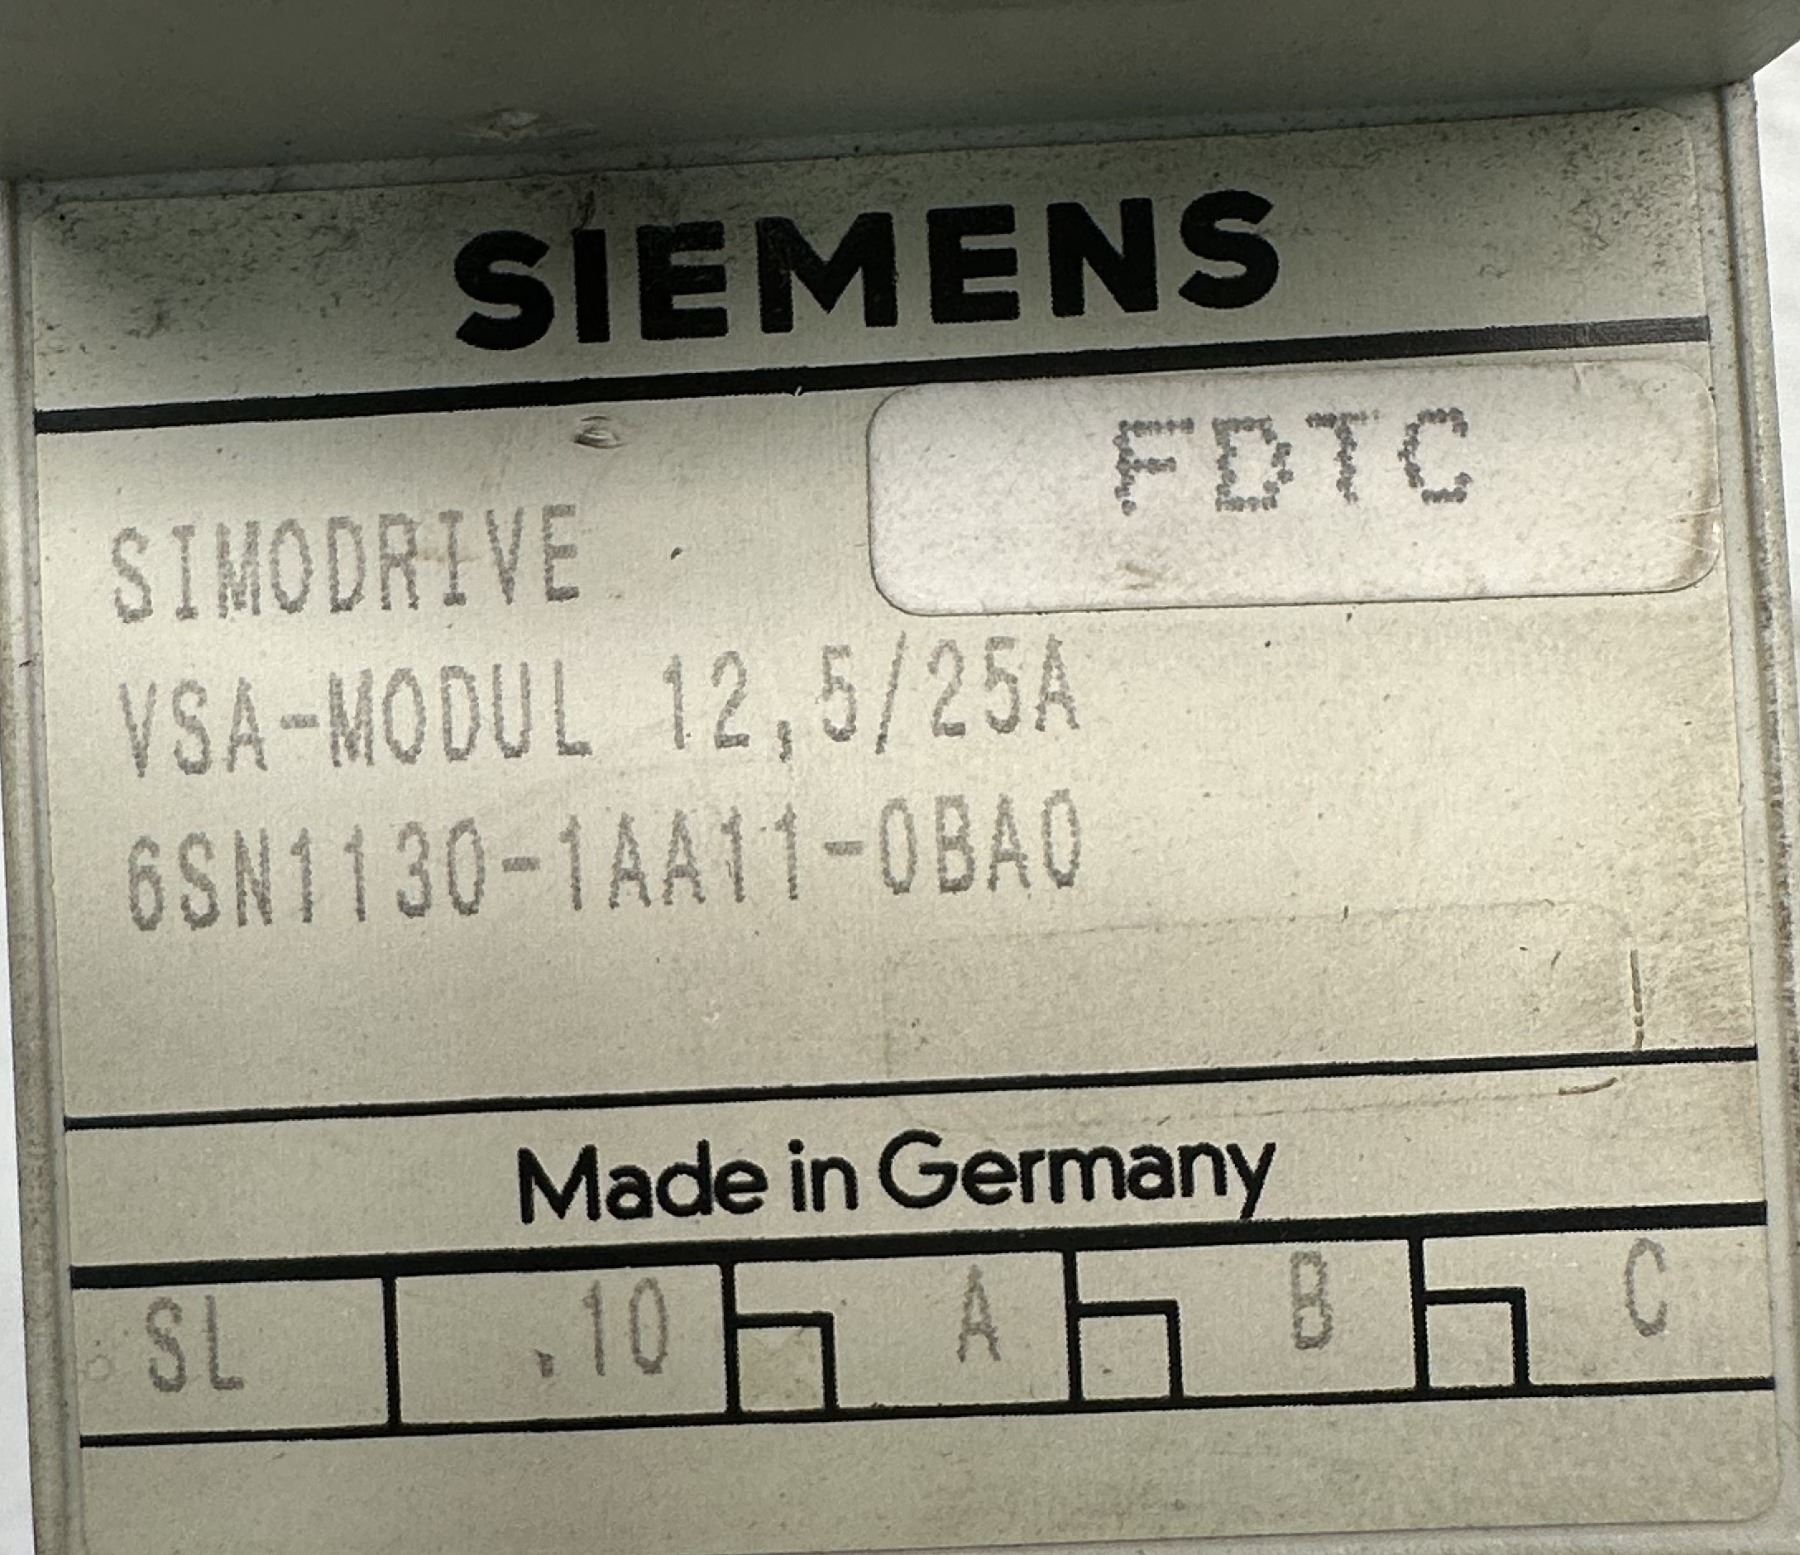 SIEMENS
FDTC
SIMODRIVE
VSA-MODUL 12,5/25A
6SN1130-1AA11-0BA0
Made in Germany
SL .10 A B C